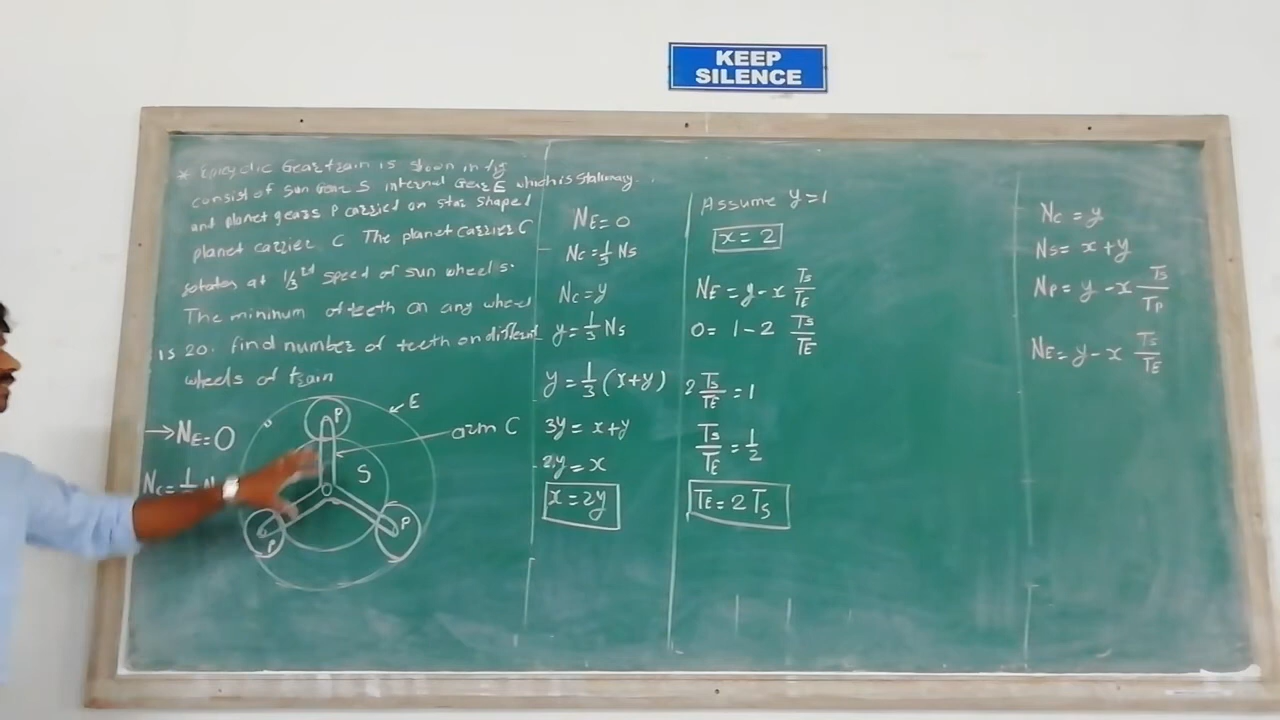 KEEP
SILENCE
* Epicyclic Gear train is shown in fig
consist of sun Gear S internal Gear E which is stationary
and planet gears P carried on star shaped
planet carrier C The planet carrier C
rotates at 1/3rd speed of sun wheel S.
The mininum of teeth on any wheel
is 20. find number of teeth on different
wheels of train
→ NE = 0
NC = 1/
P
E
arm C
S
P
P
NE = 0
NC = 1/3 NS
NC = y
y = 1/3 NS
y = 1/3 (x+y)
3y = x+y
2y = x
x = 2y
Assume y = 1
x = 2
NE = y - x TS/TE
0 = 1 - 2 TS/TE
2 TS/TE = 1
TS/TE = 1/2
TE = 2 TS
NC = y
NS = x + y
NP = y - x TS/TP
NE = y - x TS/TE